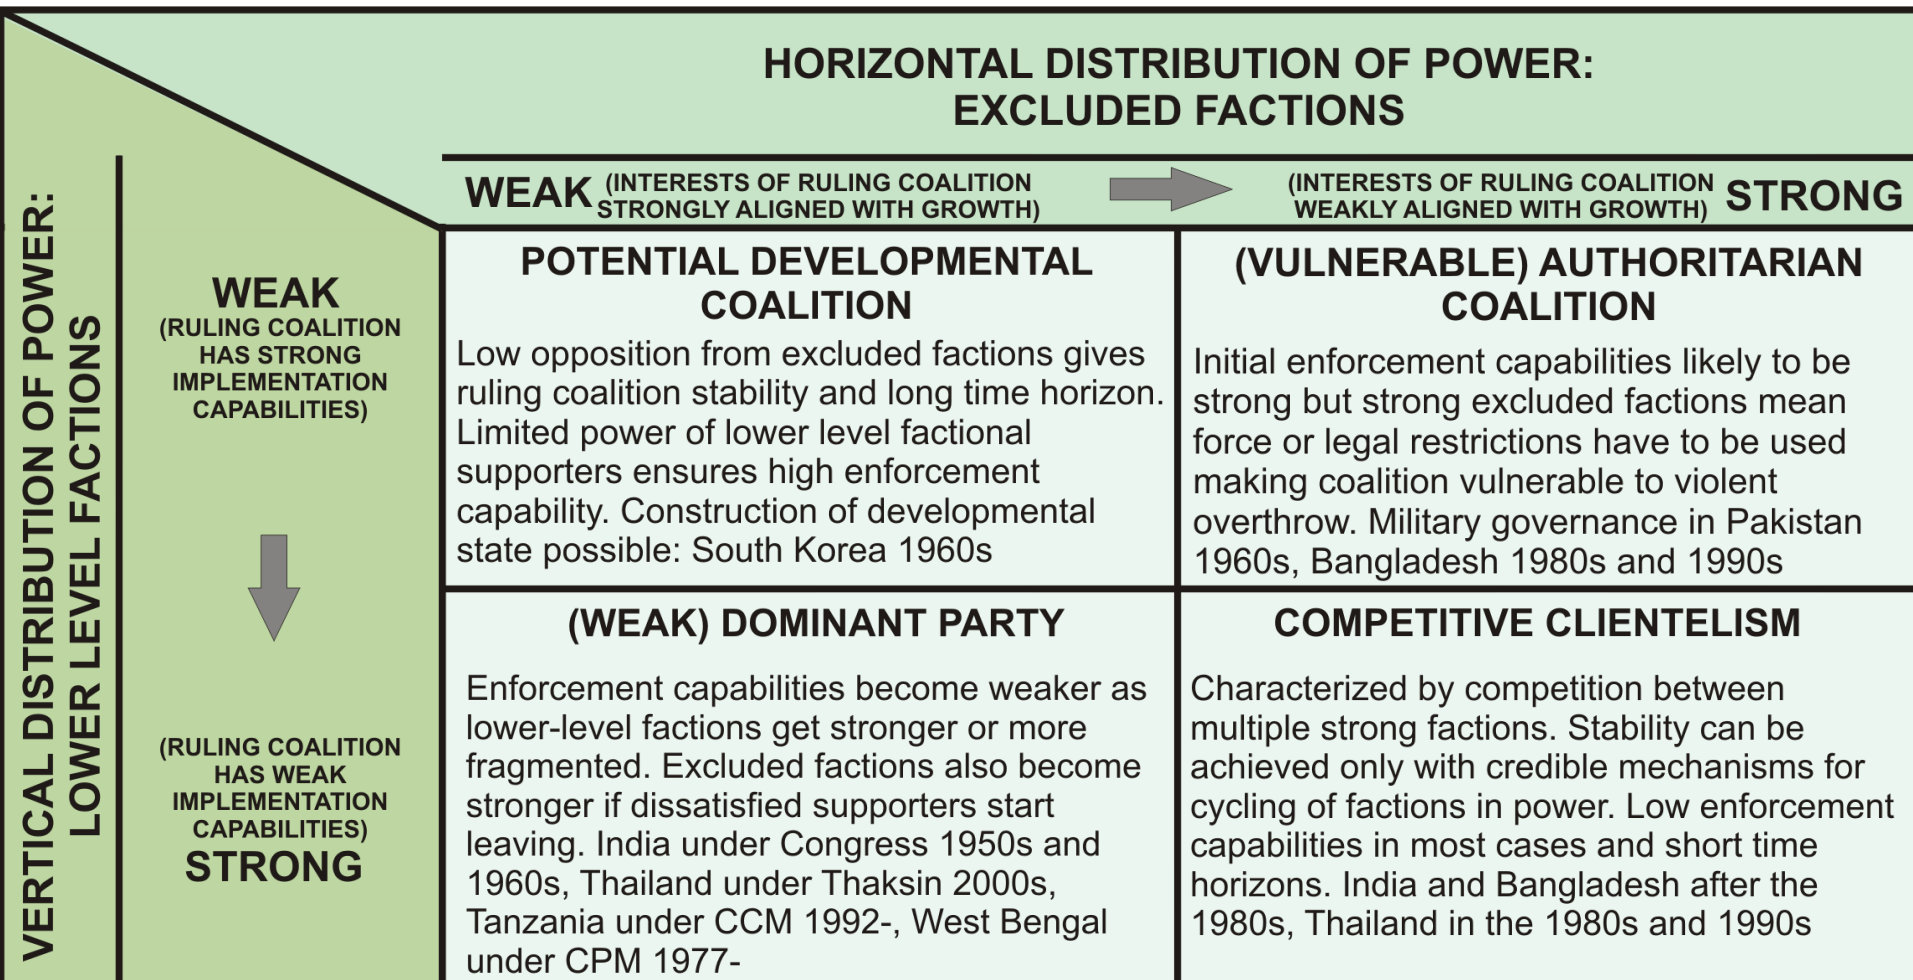 HORIZONTAL DISTRIBUTION OF POWER:
EXCLUDED FACTIONS
WEAK (INTERESTS OF RULING COALITION
STRONGLY ALIGNED WITH GROWTH)
(INTERESTS OF RULING COALITION
WEAKLY ALIGNED WITH GROWTH) STRONG
VERTICAL DISTRIBUTION OF POWER:
LOWER LEVEL FACTIONS
WEAK
(RULING COALITION
HAS STRONG
IMPLEMENTATION
CAPABILITIES)
POTENTIAL DEVELOPMENTAL
COALITION
Low opposition from excluded factions gives
ruling coalition stability and long time horizon.
Limited power of lower level factional
supporters ensures high enforcement
capability. Construction of developmental
state possible: South Korea 1960s
(VULNERABLE) AUTHORITARIAN
COALITION
Initial enforcement capabilities likely to be
strong but strong excluded factions mean
force or legal restrictions have to be used
making coalition vulnerable to violent
overthrow. Military governance in Pakistan
1960s, Bangladesh 1980s and 1990s
(RULING COALITION
HAS WEAK
IMPLEMENTATION
CAPABILITIES)
STRONG
(WEAK) DOMINANT PARTY
Enforcement capabilities become weaker as
lower-level factions get stronger or more
fragmented. Excluded factions also become
stronger if dissatisfied supporters start
leaving. India under Congress 1950s and
1960s, Thailand under Thaksin 2000s,
Tanzania under CCM 1992-, West Bengal
under CPM 1977-
COMPETITIVE CLIENTELISM
Characterized by competition between
multiple strong factions. Stability can be
achieved only with credible mechanisms for
cycling of factions in power. Low enforcement
capabilities in most cases and short time
horizons. India and Bangladesh after the
1980s, Thailand in the 1980s and 1990s